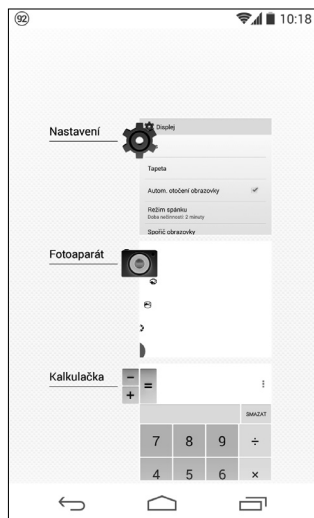 92
10:18
Nastavení
Displej
Tapeta
Autom. otočení obrazovky
Režim spánku
Doba nečinnosti: 2 minuty
Spořič obrazovky
Fotoaparát
Kalkulačka
− =
+
SMAZAT
7 8 9 ÷
4 5 6 ×